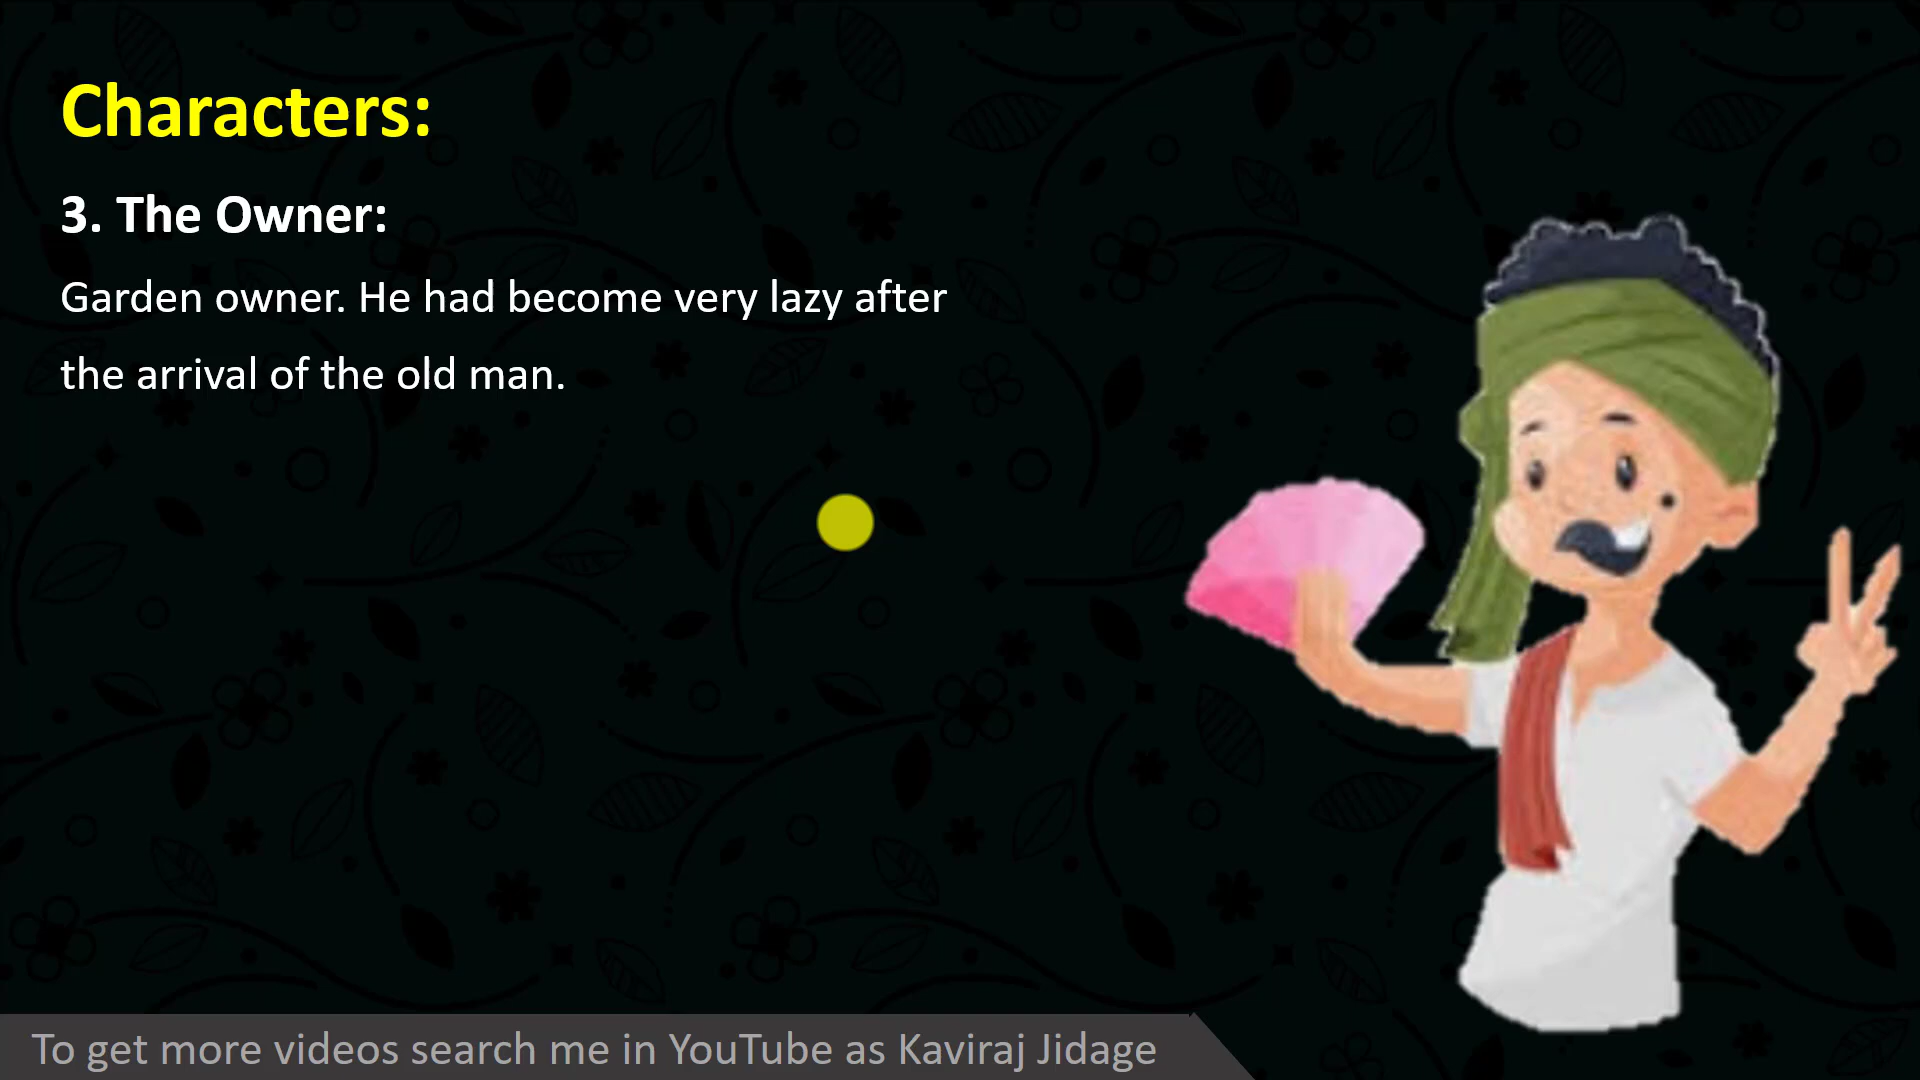 Characters:
3. The Owner:
Garden owner. He had become very lazy after
the arrival of the old man.
To get more videos search me in YouTube as Kaviraj Jidage